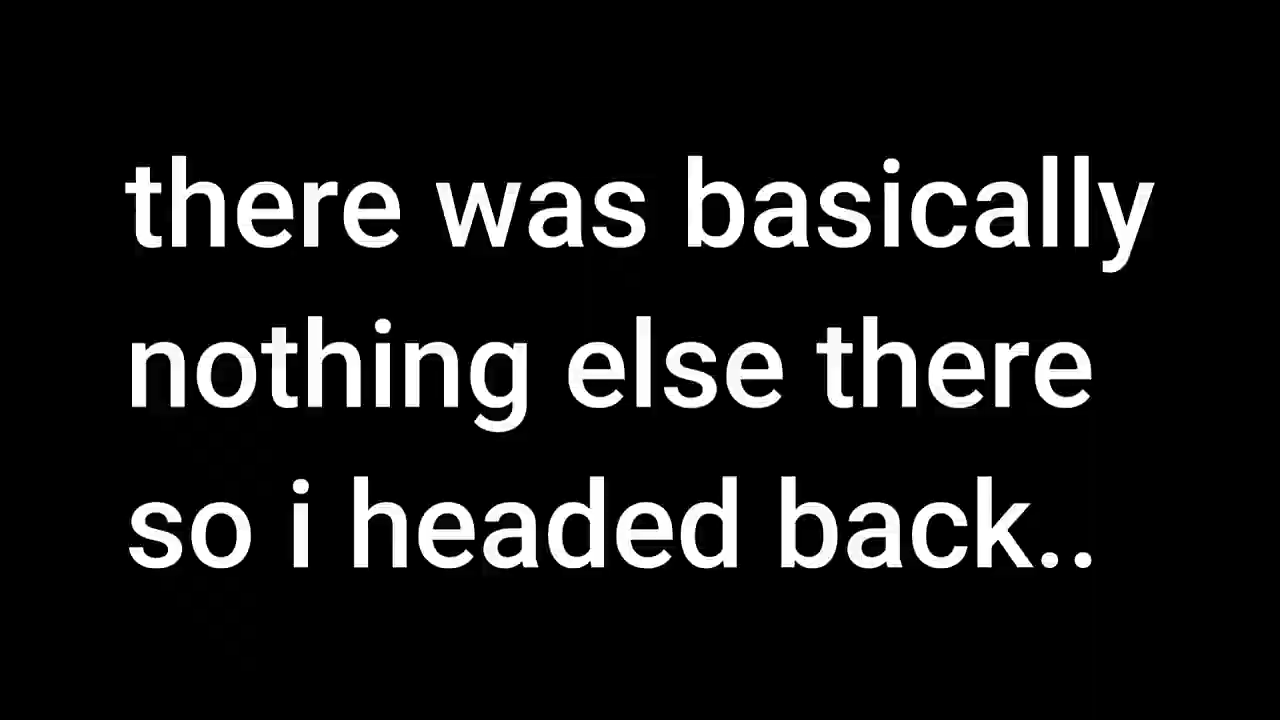 there was basically
nothing else there
so i headed back..